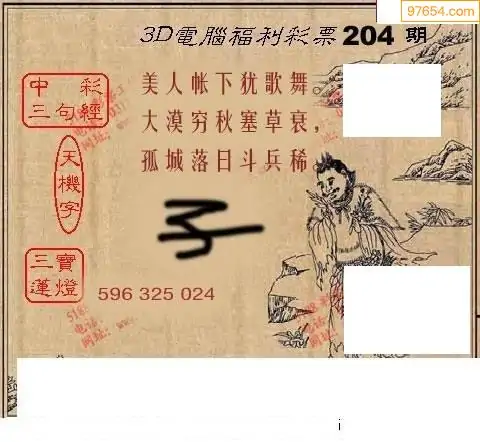 97654.com
3D電腦福利彩票204期
中彩
三句經
美人帐下犹歌舞。
大漠穷秋塞草衰,
孤城落日斗兵稀
天機字
三寶
蓮燈
596 325 024